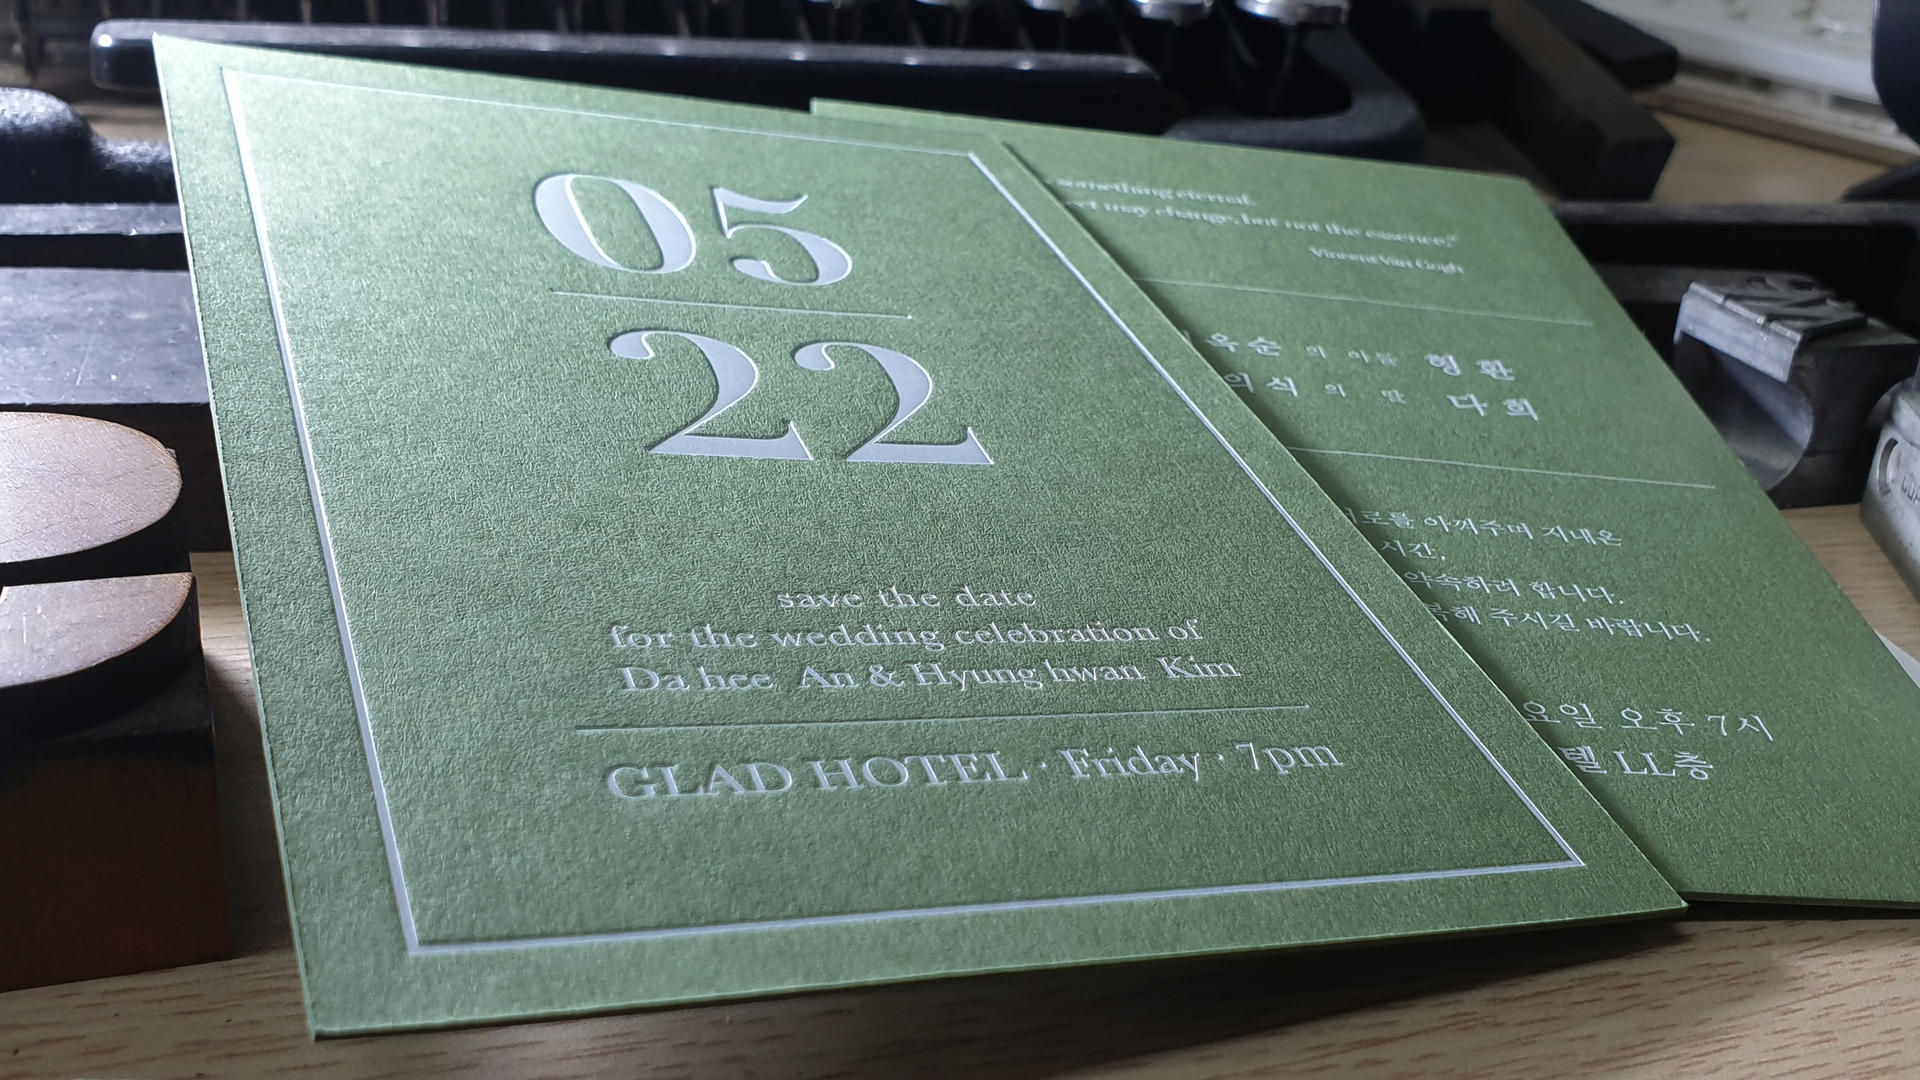 05
22
save the date
for the wedding celebration of
Da hee An & Hyung hwan Kim
GLAD HOTEL · Friday · 7pm
something eternal.
may change, but not the essence."
Vincent Van Gogh
옥순 의 아들 형환
의석 의 딸 다희
서로를 아껴주며 지내온
시간,
약속하려 합니다.
주시길 바랍니다.
요일 오후 7시
텔 LL층